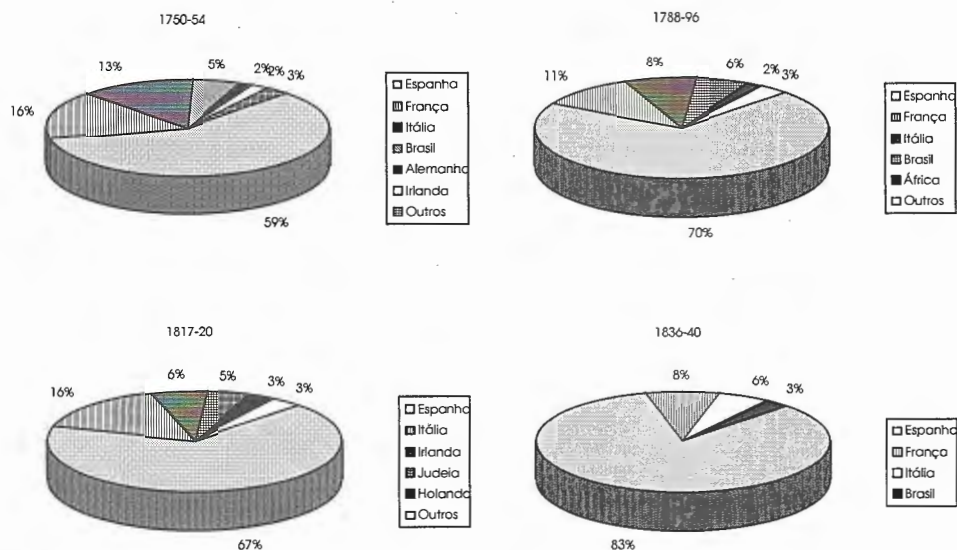 1750-54
13%
5%
2%
2%
3%
16%
59%
Espanha
França
Itália
Brasil
Alemanha
Irlanda
Outros
1788-96
11%
8%
6%
2%
3%
70%
Espanha
França
Itália
Brasil
África
Outros
1817-20
16%
6%
5%
3%
3%
67%
Espanha
Itália
Irlanda
Judeia
Holanda
Outros
1836-40
8%
6%
3%
83%
Espanha
França
Itália
Brasil